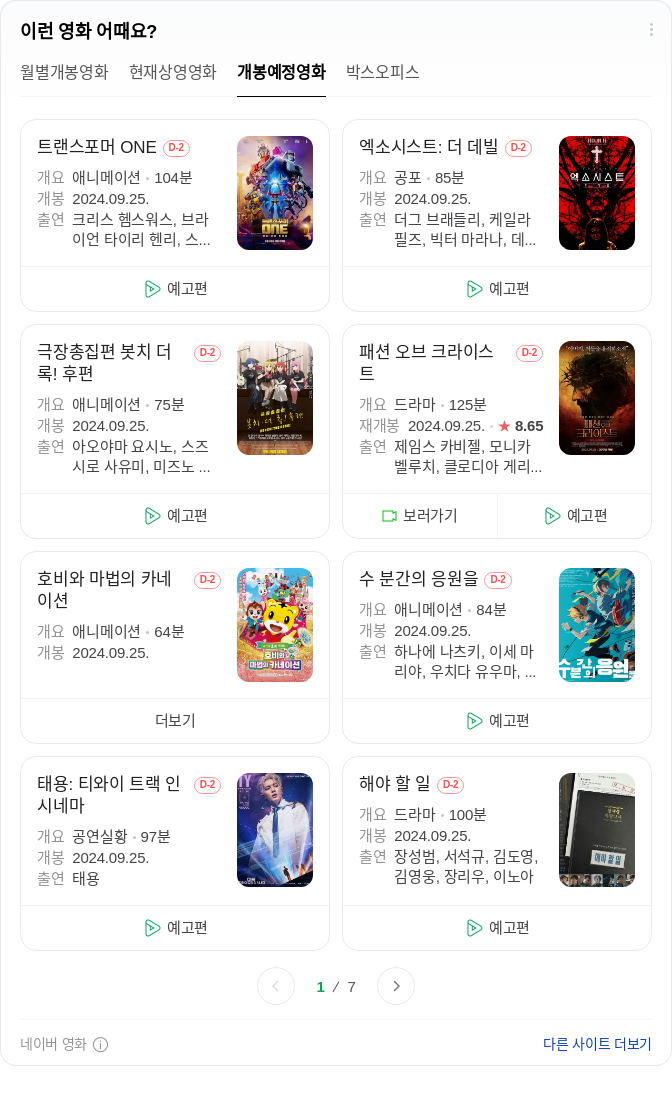 이런 영화 어때요?
월별개봉영화 현재상영영화 개봉예정영화 박스오피스
트랜스포머 ONE D-2
개요 애니메이션 104분
개봉 2024.09.25.
출연 크리스 헴스워스, 브라
이언 타이리 헨리, 스...
예고편
엑소시스트: 더 데빌 D-2
개요 공포 85분
개봉 2024.09.25.
출연 더그 브래들리, 케일라
필즈, 빅터 마라나, 데...
엑소시스트
예고편
극장총집편 봇치 더 D-2
록! 후편
개요 애니메이션 75분
개봉 2024.09.25.
출연 아오야마 요시노, 스즈
시로 사유미, 미즈노 ...
예고편
패션 오브 크라이스 D-2
트
개요 드라마 125분
재개봉 2024.09.25. ★ 8.65
출연 제임스 카비젤, 모니카
벨루치, 클로디아 게리...
보러가기 예고편
호비와 마법의 카네 D-2
이션
개요 애니메이션 64분
개봉 2024.09.25.
호비와
마법의 카네이션
더보기
수 분간의 응원을 D-2
개요 애니메이션 84분
개봉 2024.09.25.
출연 하나에 나츠키, 이세 마
리야, 우치다 유우마, ...
예고편
태용: 티와이 트랙 인 D-2
시네마
개요 공연실황 97분
개봉 2024.09.25.
출연 태용
예고편
해야 할 일 D-2
개요 드라마 100분
개봉 2024.09.25.
출연 장성범, 서석규, 김도영,
김영웅, 장리우, 이노아
해야 할 일
예고편
1 / 7
네이버 영화 다른 사이트 더보기